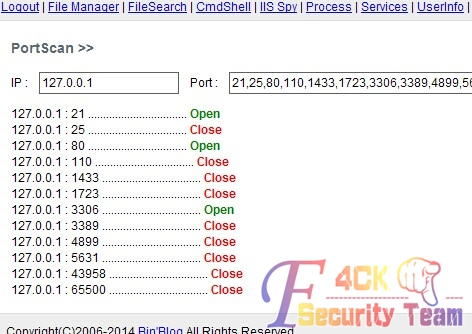 Logout | File Manager | FileSearch | CmdShell | IIS Spy | Process | Services | UserInfo |
PortScan >>
IP : 127.0.0.1 Port : 21,25,80,110,1433,1723,3306,3389,4899,56
127.0.0.1 : 21 ................................. Open
127.0.0.1 : 25 ................................. Close
127.0.0.1 : 80 ................................. Open
127.0.0.1 : 110 ................................. Close
127.0.0.1 : 1433 ................................. Close
127.0.0.1 : 1723 ................................. Close
127.0.0.1 : 3306 ................................. Open
127.0.0.1 : 3389 ................................. Close
127.0.0.1 : 4899 ................................. Close
127.0.0.1 : 5631 ................................. Close
127.0.0.1 : 43958 ................................. Close
127.0.0.1 : 65500 ................................. Close
F4CK
Security Team
Copyright(C)2006-2014 Bin'Blog All Rights Reserved